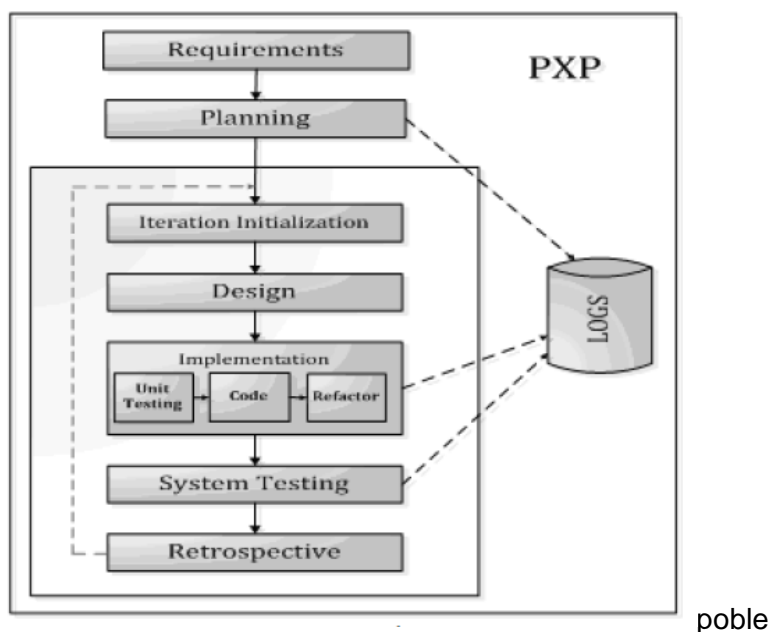 Requirements
PXP
Planning
Iteration Initialization
Design
LOGS
Implementation
Unit
Testing
Code
Refactor
System Testing
Retrospective
poble